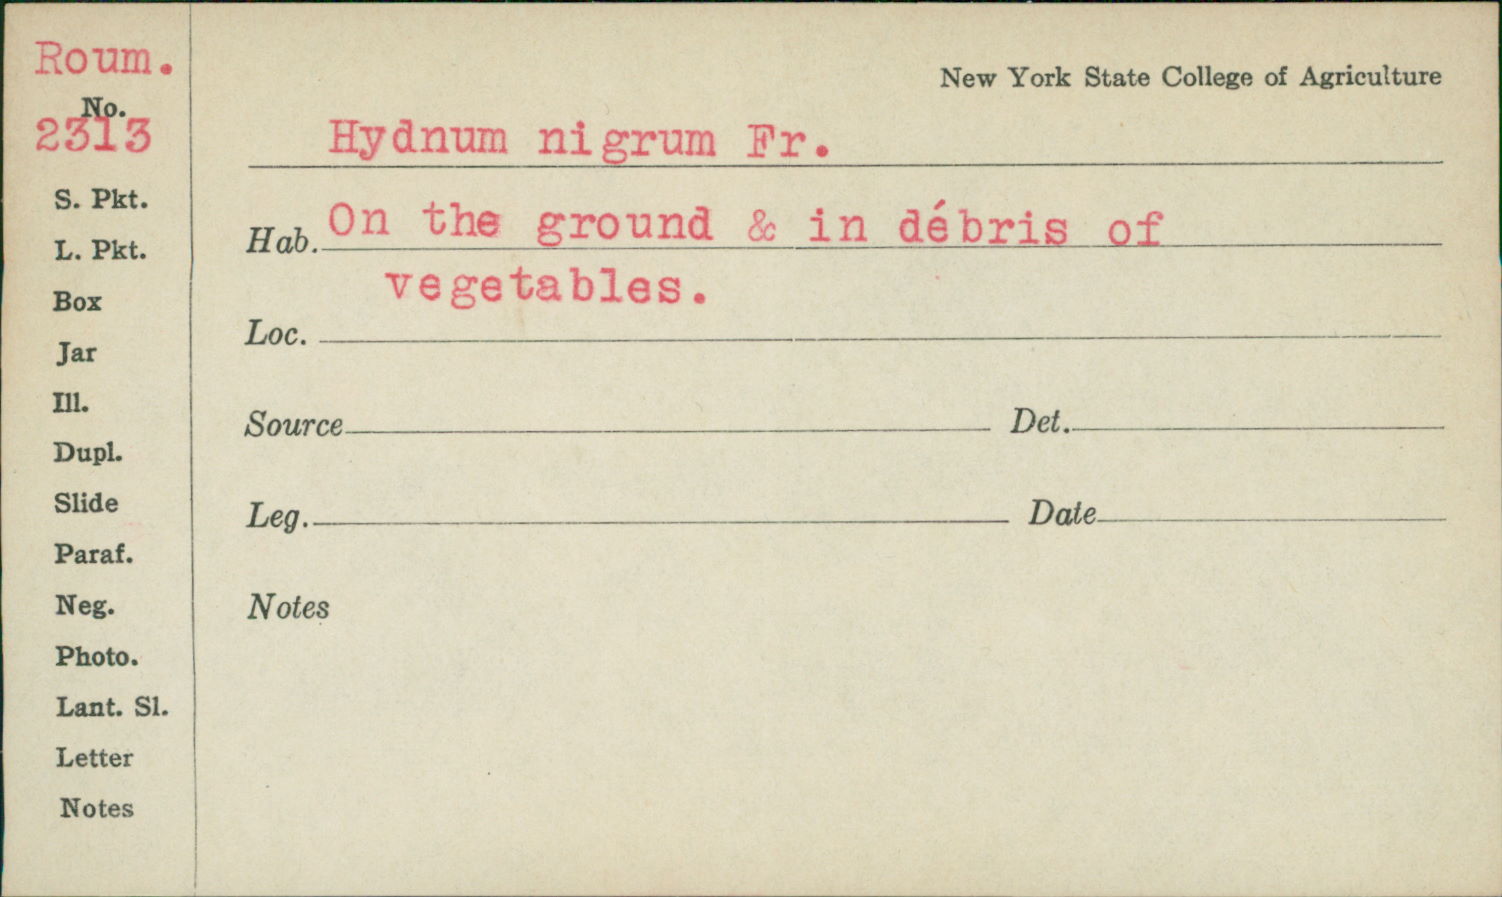 Roum.
No.
2313
S. Pkt.
L. Pkt.
Box
Jar
Ill.
Dupl.
Slide
Paraf.
Neg.
Photo.
Lant. Sl.
Letter
Notes
New York State College of Agriculture
Hydnum nigrum Fr.
Hab. On the ground & in débris of
vegetables.
Loc.
Source Det.
Leg. Date
Notes